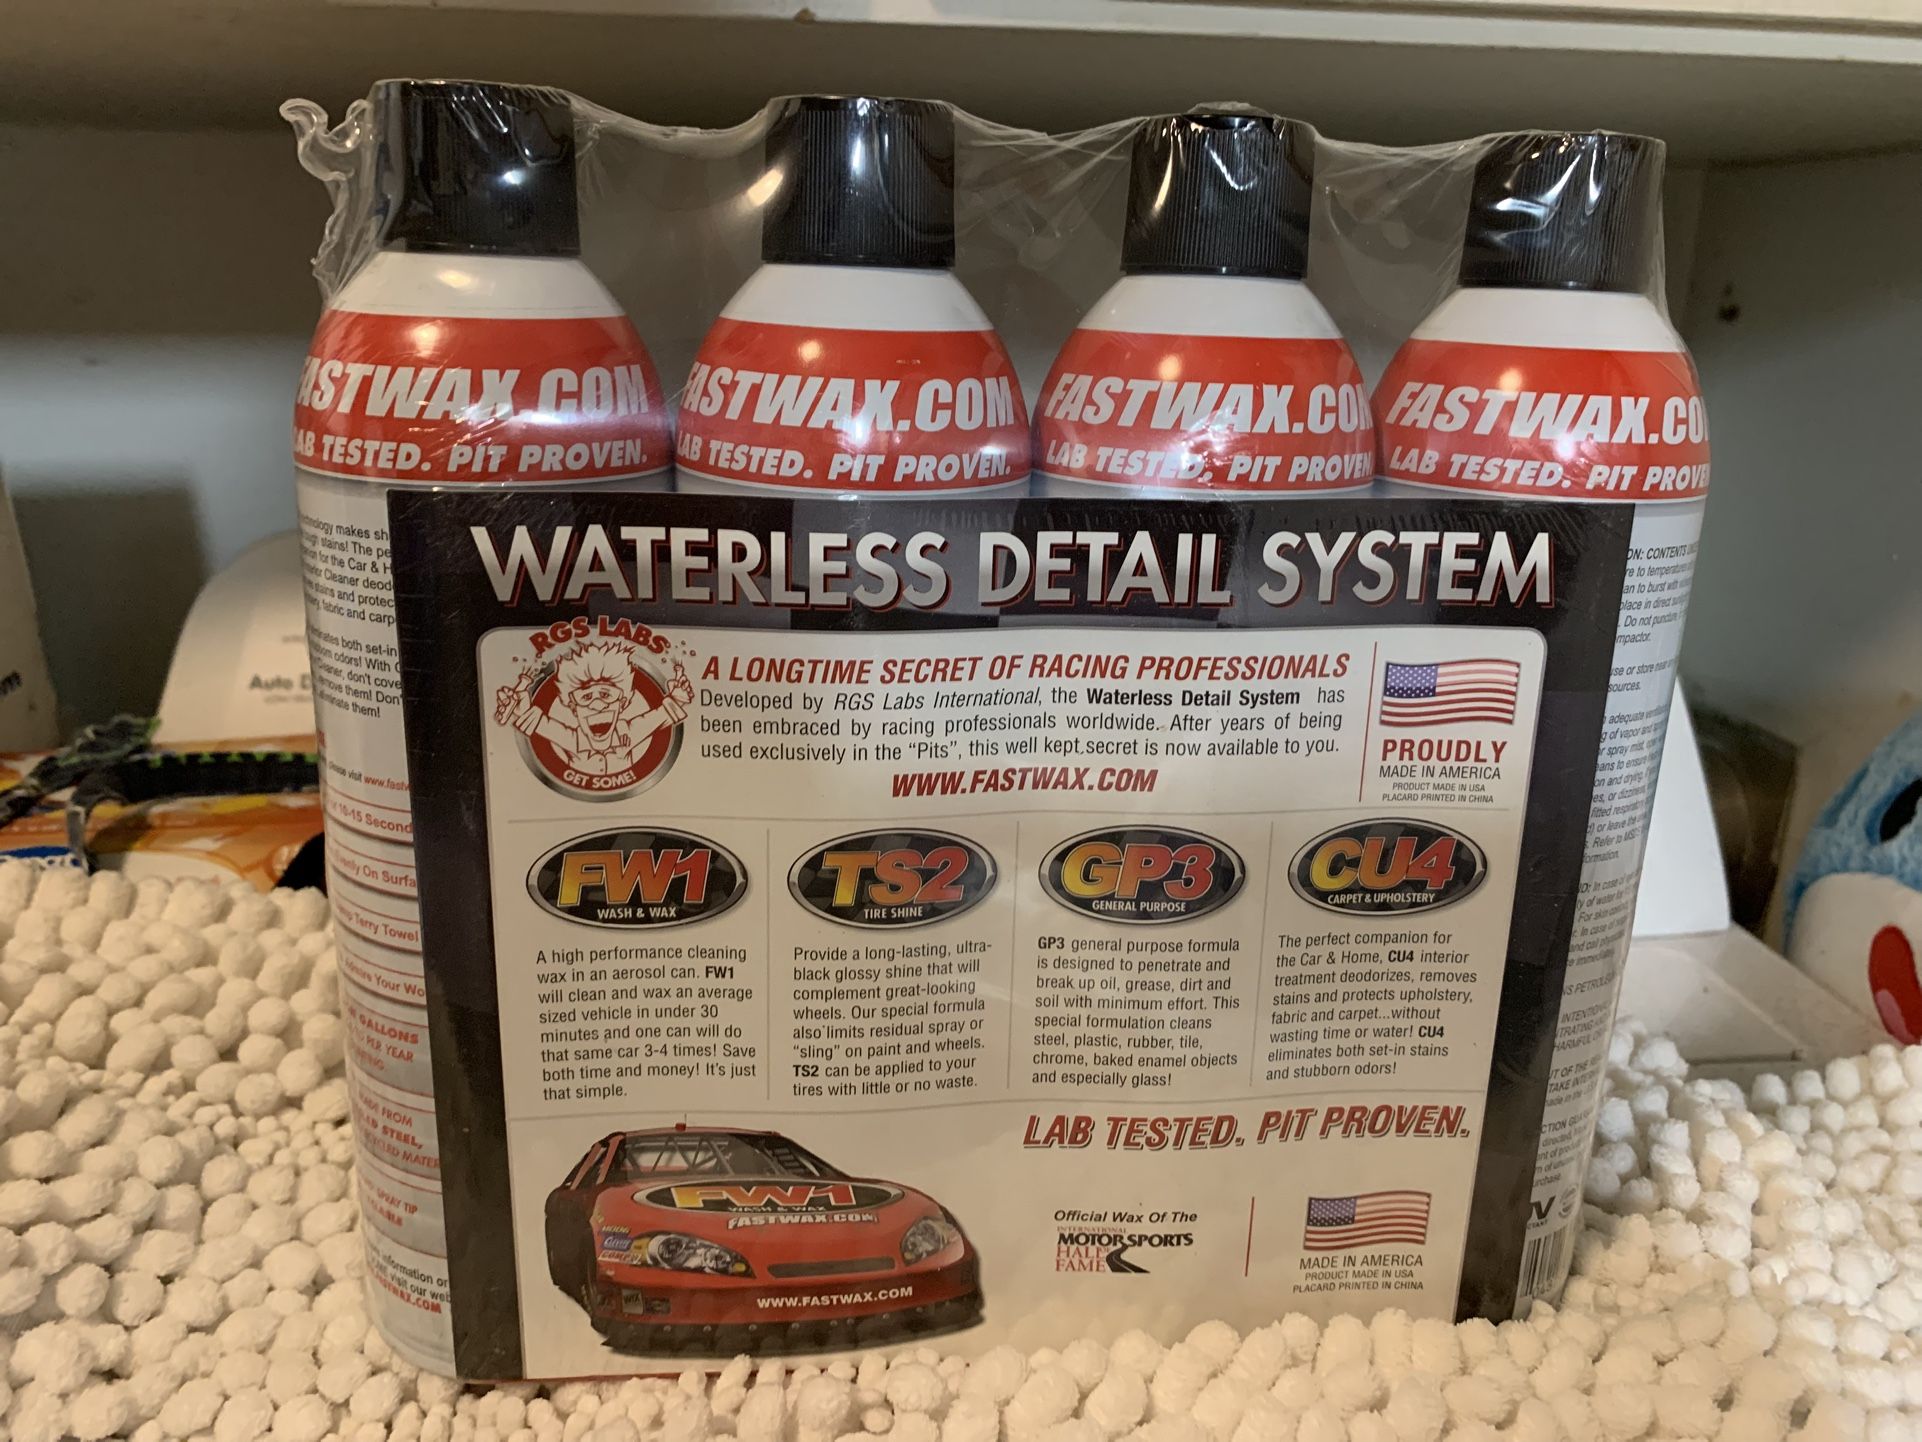 FASTWAX.COM
LAB TESTED. PIT PROVEN.
FASTWAX.COM
LAB TESTED. PIT PROVEN.
FASTWAX.COM
LAB TESTED. PIT PROVEN
FASTWAX.CO
LAB TESTED. PIT PROVE
WATERLESS DETAIL SYSTEM
RGS LABS
GET SOME!
A LONGTIME SECRET OF RACING PROFESSIONALS
Developed by RGS Labs International, the Waterless Detail System has
been embraced by racing professionals worldwide. After years of being
used exclusively in the "Pits", this well kept secret is now available to you.
WWW.FASTWAX.COM
PROUDLY
MADE IN AMERICA
PRODUCT MADE IN USA
PLACARD PRINTED IN CHINA
FW1
WASH & WAX
A high performance cleaning
wax in an aerosol can. FW1
will clean and wax an average
sized vehicle in under 30
minutes and one can will do
that same car 3-4 times! Save
both time and money! It's just
that simple.
TS2
TIRE SHINE
Provide a long-lasting, ultra-
black glossy shine that will
complement great-looking
wheels. Our special formula
also limits residual spray or
"sling" on paint and wheels.
TS2 can be applied to your
tires with little or no waste.
GP3
GENERAL PURPOSE
GP3 general purpose formula
is designed to penetrate and
break up oil, grease, dirt and
soil with minimum effort. This
special formulation cleans
steel, plastic, rubber, tile,
chrome, baked enamel objects
and especially glass!
CU4
CARPET & UPHOLSTERY
The perfect companion for
the Car & Home, CU4 interior
treatment deodorizes, removes
stains and protects upholstery,
fabric and carpet...without
wasting time or water! CU4
eliminates both set-in stains
and stubborn odors!
LAB TESTED. PIT PROVEN.
FW1
WASH & WAX
FASTWAX.COM
WWW.FASTWAX.COM
Official Wax Of The
INTERNATIONAL
MOTORSPORTS
HALL OF
FAME
MADE IN AMERICA
PRODUCT MADE IN USA
PLACARD PRINTED IN CHINA